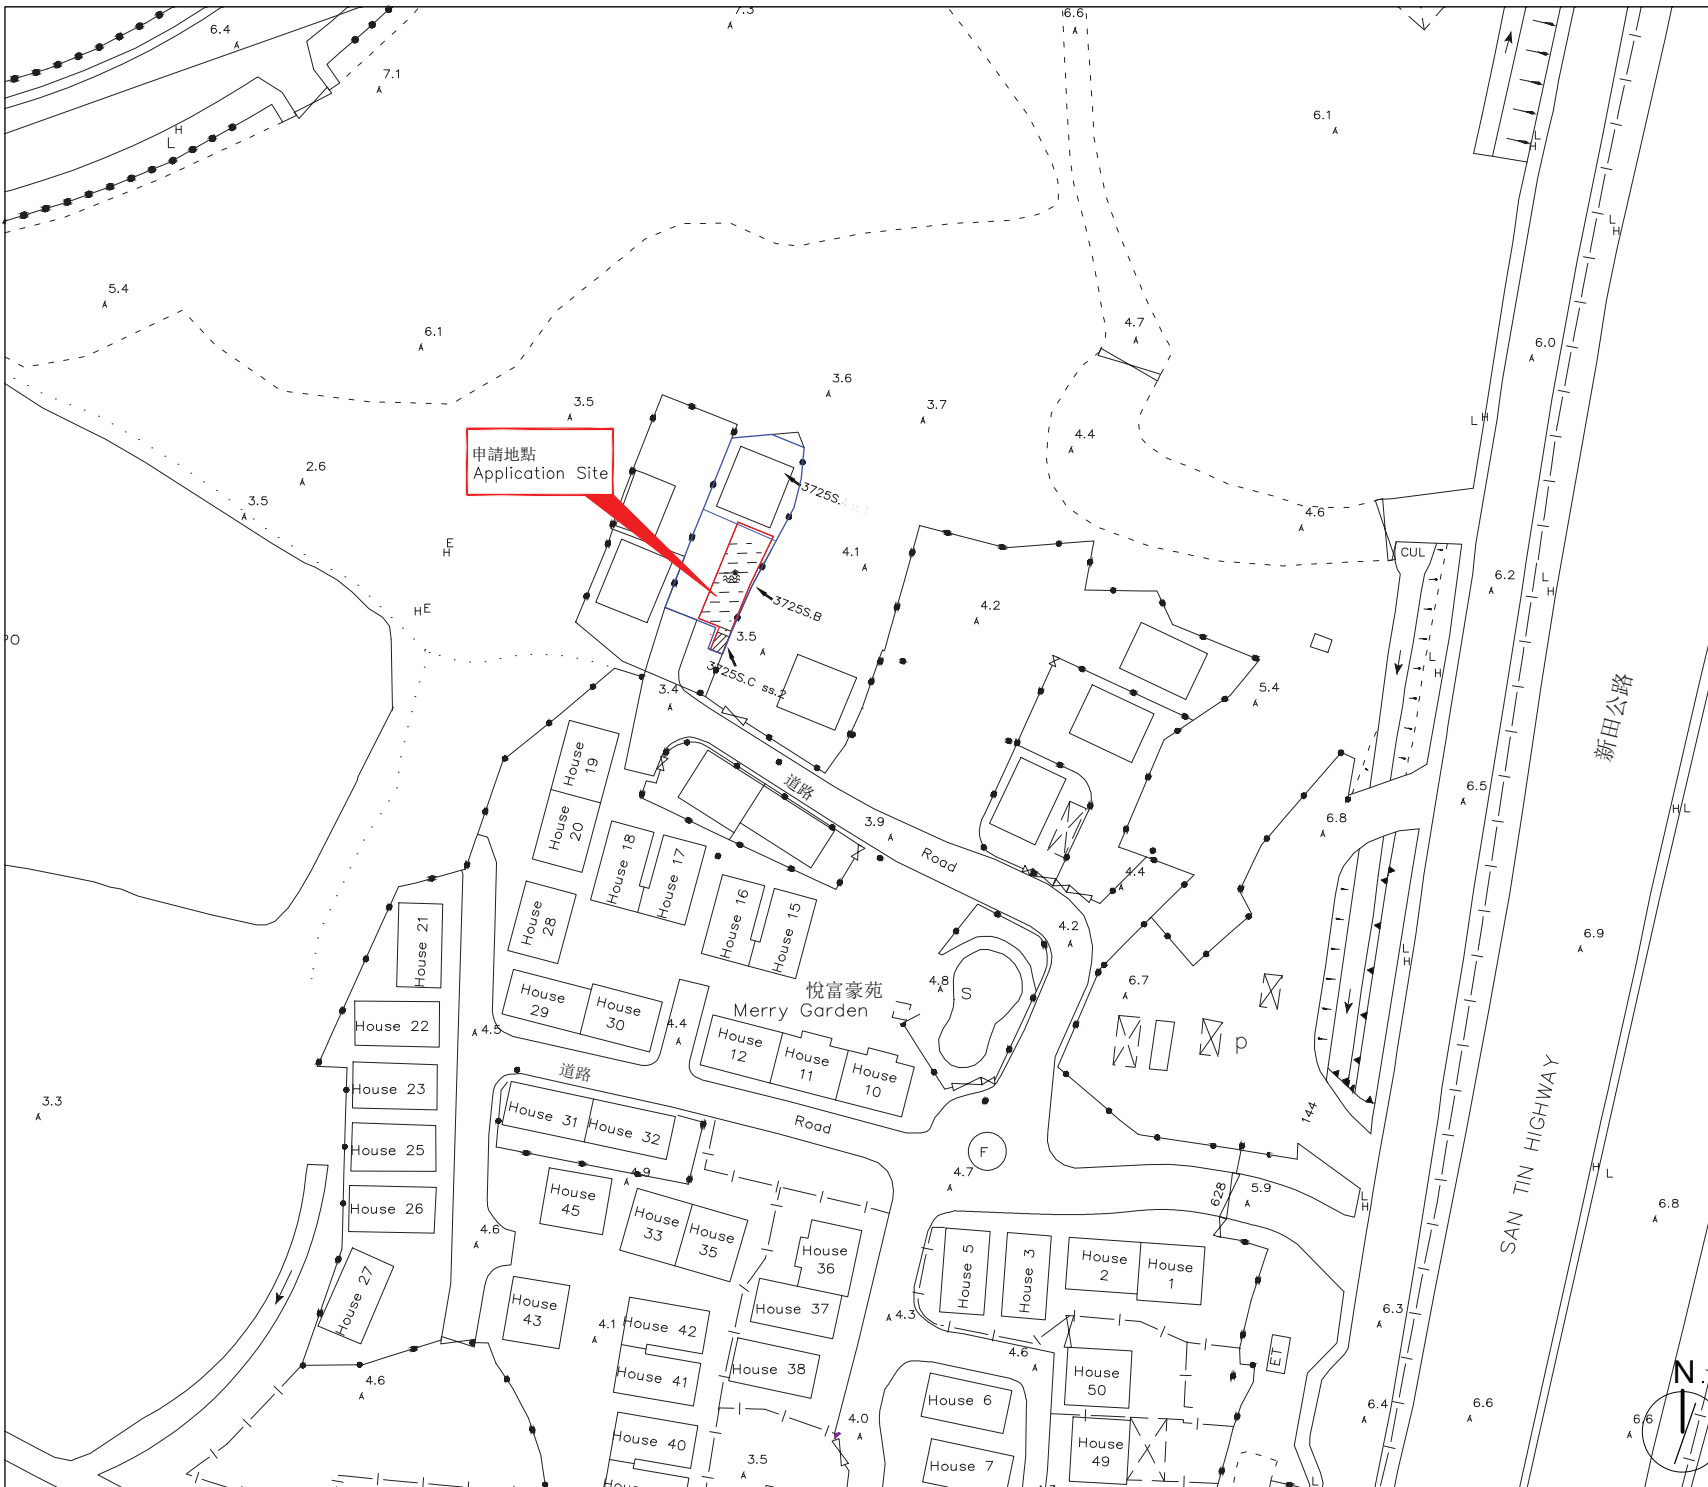 7.3
6.6
6.4
7.1
6.1
H
L
L
H
L
H
5.4
6.1
4.7
6.0
3.6
3.5
3.7
4.4
L
H
申請地點
Application Site
2.6
3.5
3725S.
4.6
4.1
E
H
CUL
6.2
L
H
HE
4.2
3725S.B
3.5
3725S.C ss.2
L
H
3.4
5.4
新田公路
House 19
House 20
道路
3.9
6.5
6.8
HL
House 18
House 17
Road
4.4
House 16
House 15
House 28
House 21
4.2
6.9
L
H
4.8
S
6.7
悅富豪苑
Merry Garden
House 29
House 30
House 22
4.5
4.4
House 12
House 11
House 10
p
道路
House 23
3.3
House 31
House 32
Road
144
SAN TIN HIGHWAY
House 25
F
4.9
4.7
628
5.9
H
L
L
H
House 26
House 45
House 33
House 35
6.8
4.6
House 36
House 5
House 3
House 2
House 1
House 27
House 43
4.1
House 42
House 37
4.3
6.3
4.6
ET
House 41
House 38
House 50
4.6
House 6
6.4
6.6
6.6
N
4.0
House 40
3.5
House 7
House 49
L